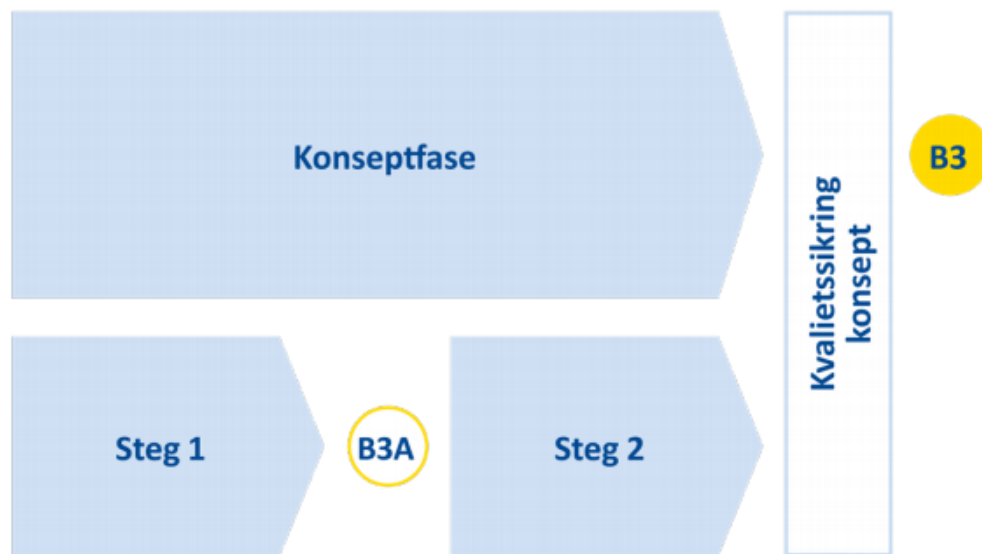 Konseptfase
Kvalietssikring
konsept
B3
Steg 1
B3A
Steg 2